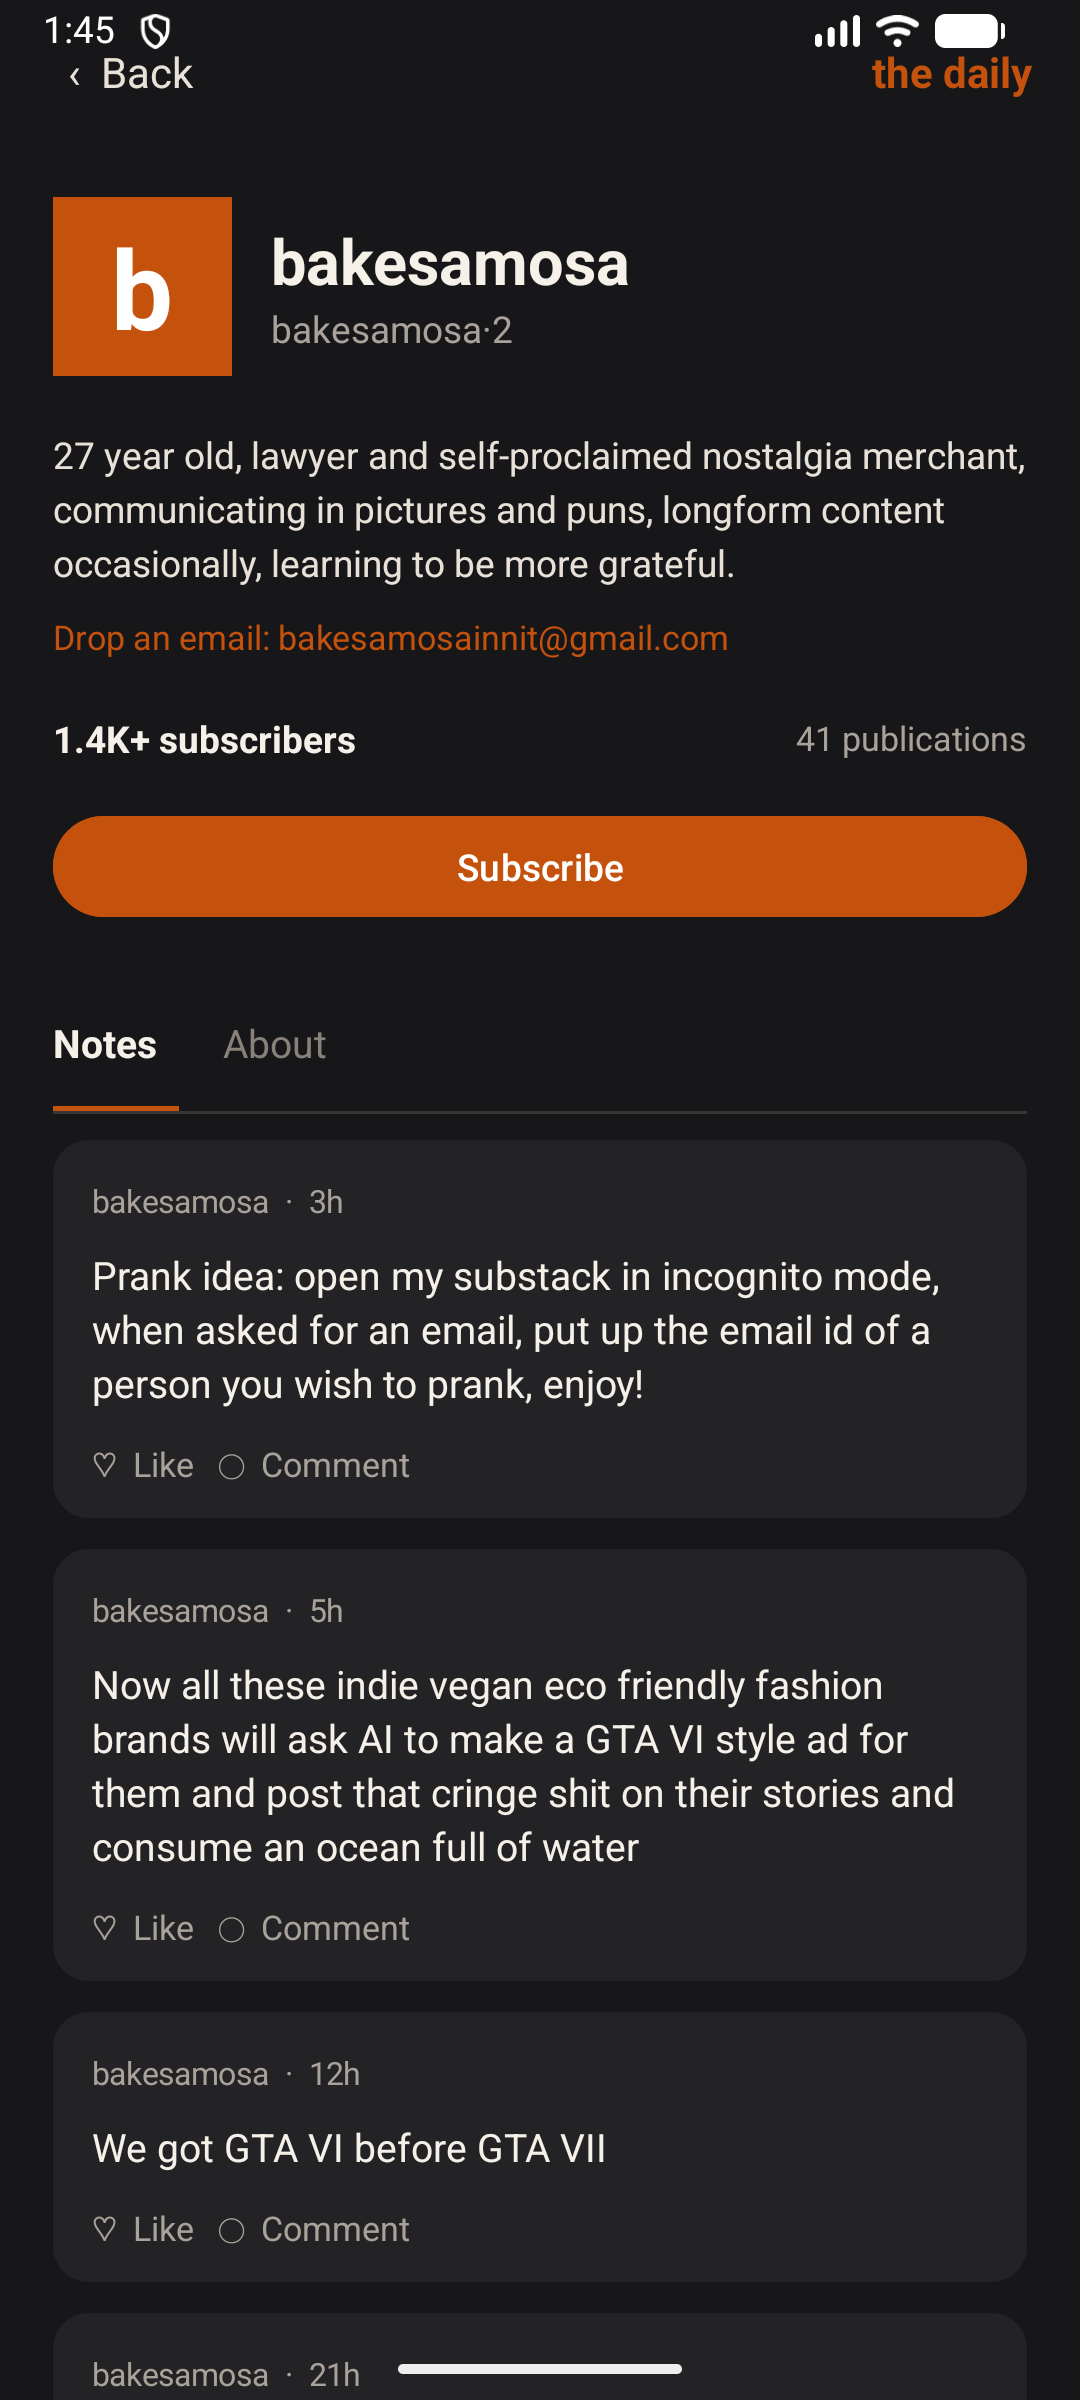 1:45
‹ Back
the daily
b
bakesamosa
bakesamosa·2
27 year old, lawyer and self-proclaimed nostalgia merchant,
communicating in pictures and puns, longform content
occasionally, learning to be more grateful.
Drop an email: bakesamosainnit@gmail.com
1.4K+ subscribers
41 publications
Subscribe
Notes
About
bakesamosa · 3h
Prank idea: open my substack in incognito mode,
when asked for an email, put up the email id of a
person you wish to prank, enjoy!
♡ Like ○ Comment
bakesamosa · 5h
Now all these indie vegan eco friendly fashion
brands will ask AI to make a GTA VI style ad for
them and post that cringe shit on their stories and
consume an ocean full of water
♡ Like ○ Comment
bakesamosa · 12h
We got GTA VI before GTA VII
♡ Like ○ Comment
bakesamosa · 21h